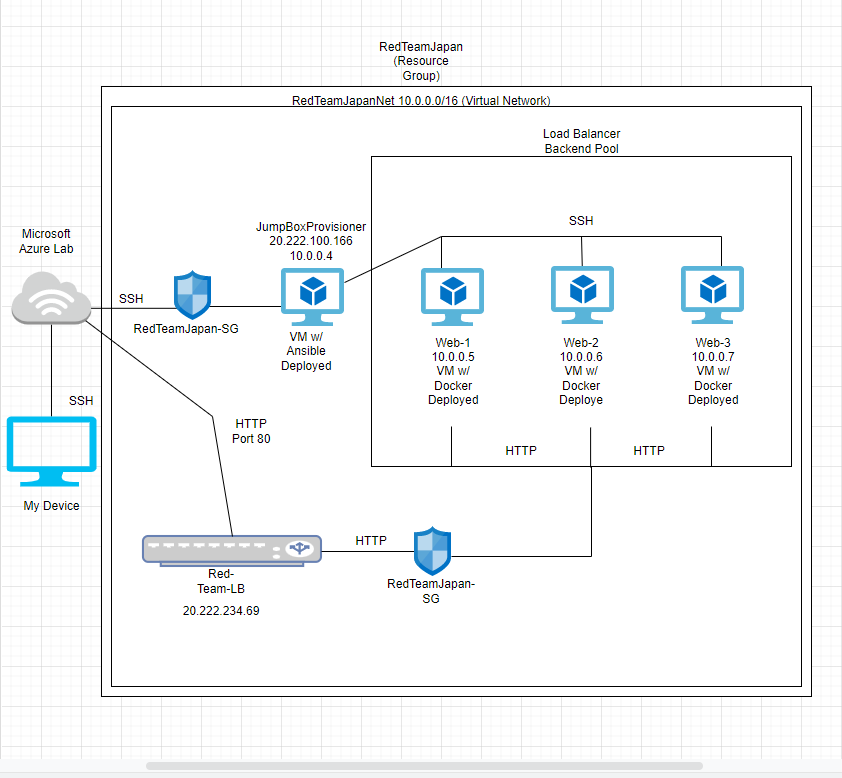 RedTeamJapan
(Resource
Group)
RedTeamJapanNet 10.0.0.0/16 (Virtual Network)
Load Balancer
Backend Pool
Microsoft
Azure Lab
JumpBoxProvisioner
20.222.100.166
10.0.0.4
SSH
SSH
RedTeamJapan-SG
VM w/
Ansible
Deployed
Web-1
10.0.0.5
VM w/
Docker
Deployed
Web-2
10.0.0.6
VM w/
Docker
Deploye
Web-3
10.0.0.7
VM w/
Docker
Deployed
SSH
My Device
HTTP
Port 80
HTTP
HTTP
HTTP
Red-
Team-LB
20.222.234.69
RedTeamJapan-
SG